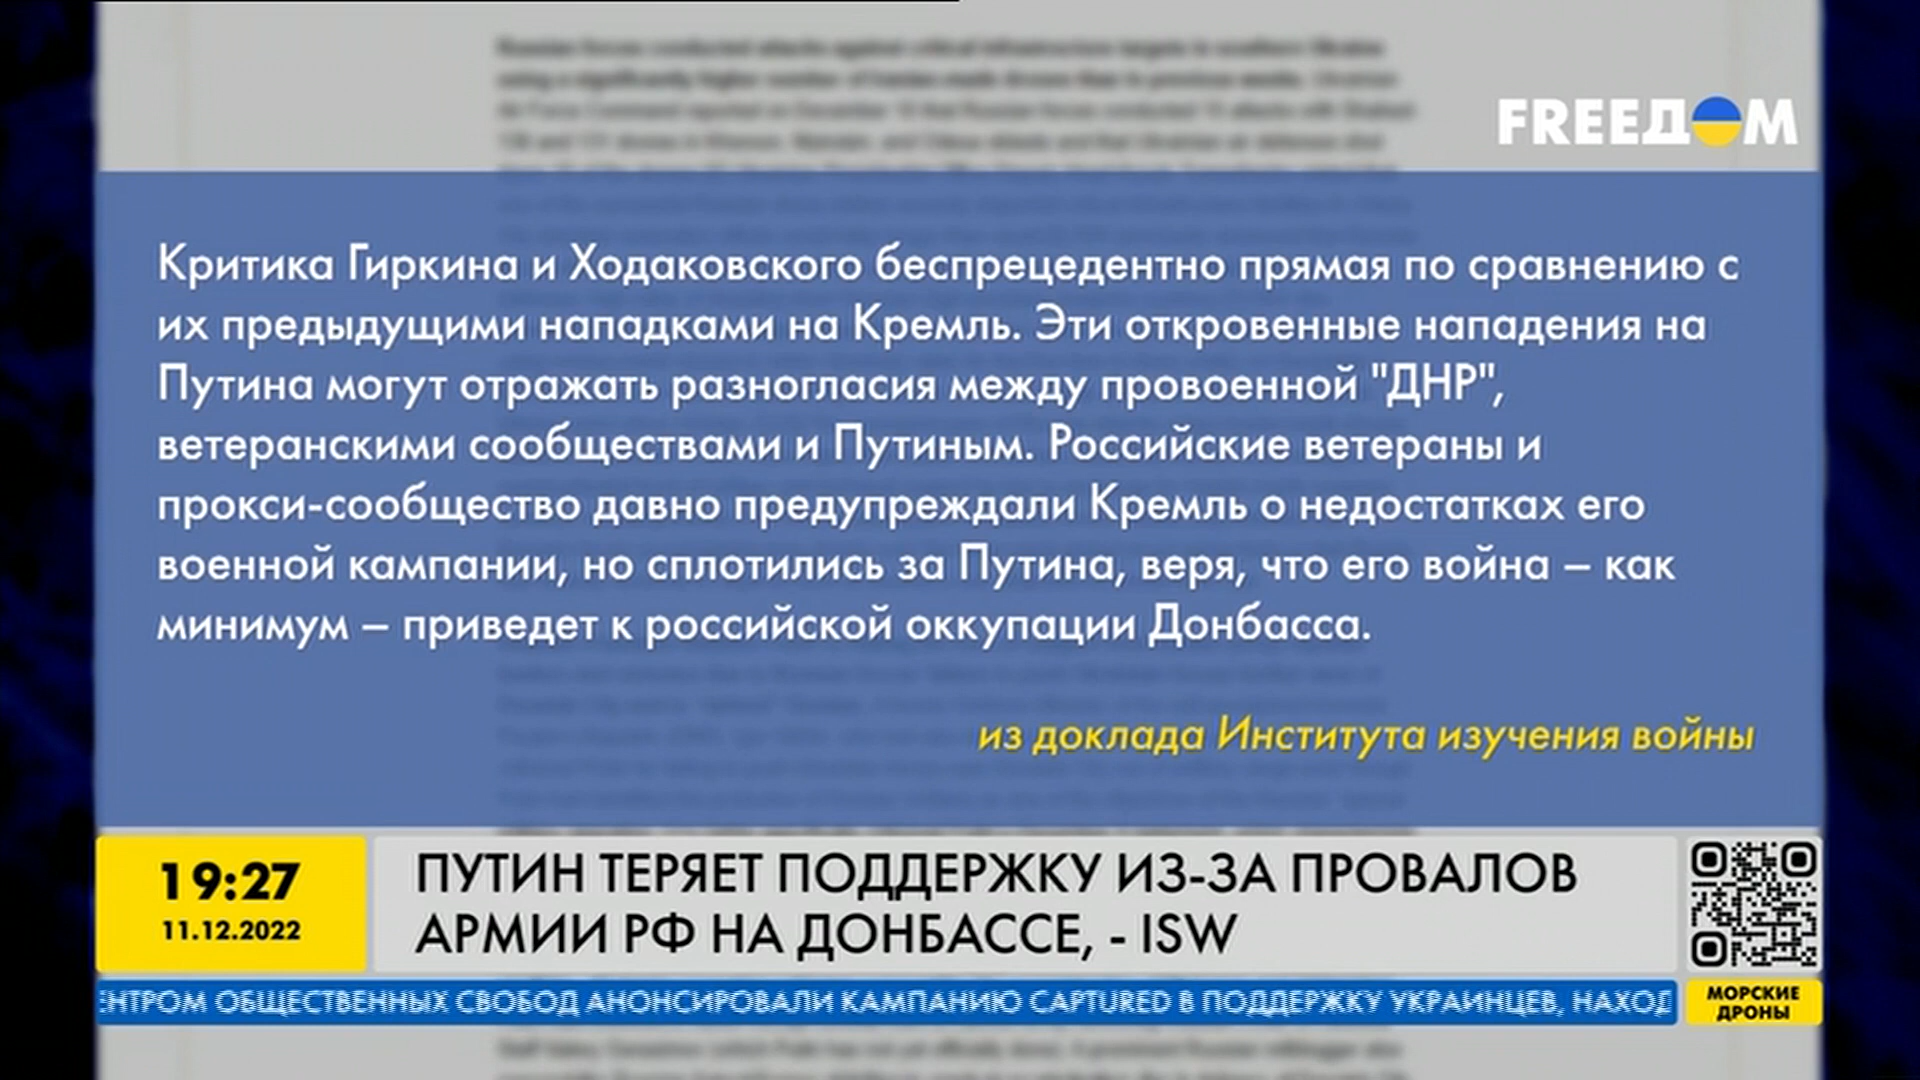 FREEДOM
Критика Гиркина и Ходаковского беспрецедентно прямая по сравнению с
их предыдущими нападками на Кремль. Эти откровенные нападения на
Путина могут отражать разногласия между провоенной "ДНР",
ветеранскими сообществами и Путиным. Российские ветераны и
прокси-сообщество давно предупреждали Кремль о недостатках его
военной кампании, но сплотились за Путина, веря, что его война – как
минимум – приведет к российской оккупации Донбасса.
из доклада Института изучения войны
19:27
11.12.2022
ПУТИН ТЕРЯЕТ ПОДДЕРЖКУ ИЗ-ЗА ПРОВАЛОВ
АРМИИ РФ НА ДОНБАССЕ, - ISW
ЕНТРОМ ОБЩЕСТВЕННЫХ СВОБОД АНОНСИРОВАЛИ КАМПАНИЮ CAPTURED В ПОДДЕРЖКУ УКРАИНЦЕВ, НАХОД
МОРСКИЕ
ДРОНЫ